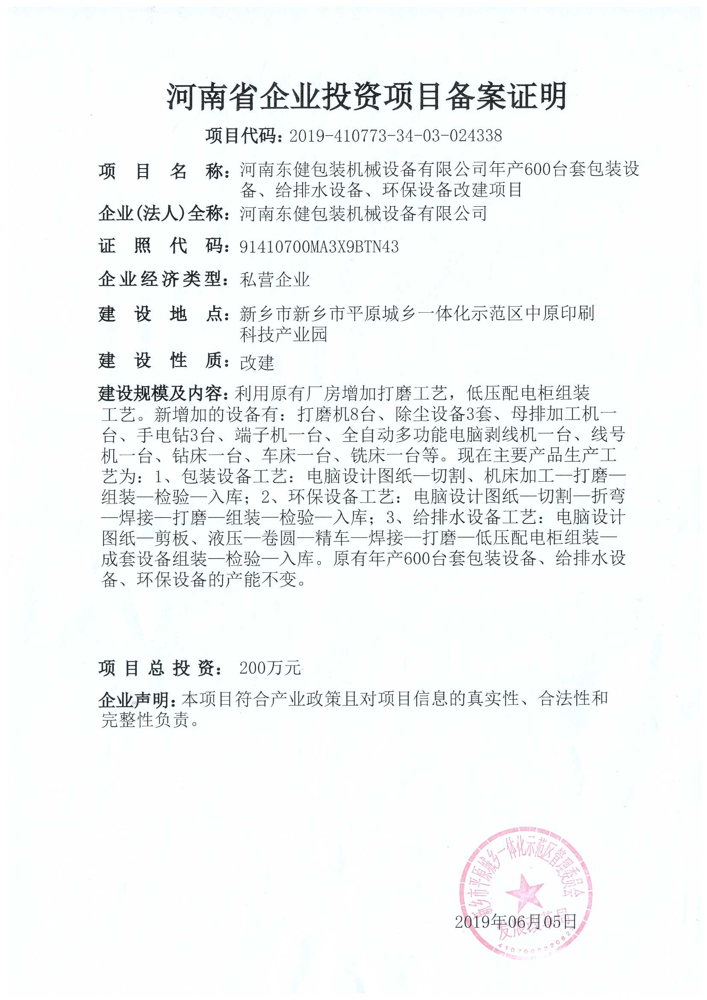 河南省企业投资项目备案证明
项目代码：2019-410773-34-03-024338
项目名称：河南东健包装机械设备有限公司年产600台套包装设
备、给排水设备、环保设备改建项目
企业(法人)全称：河南东健包装机械设备有限公司
证照代码：91410700MA3X9BTN43
企业经济类型：私营企业
建设地点：新乡市新乡市平原城乡一体化示范区中原印刷
科技产业园
建设性质：改建
建设规模及内容：利用原有厂房增加打磨工艺，低压配电柜组装
工艺。新增加的设备有：打磨机8台、除尘设备3套、母排加工机一
台、手电钻3台、端子机一台、全自动多功能电脑剥线机一台、线号
机一台、钻床一台、车床一台、铣床一台等。现在主要产品生产工
艺为：1、包装设备工艺：电脑设计图纸—切割、机床加工—打磨—
组装—检验—入库；2、环保设备工艺：电脑设计图纸—切割—折弯
—焊接—打磨—组装—检验—入库；3、给排水设备工艺：电脑设计
图纸—剪板、液压—卷圆—精车—焊接—打磨—低压配电柜组装—
成套设备组装—检验—入库。原有年产600台套包装设备、给排水设
备、环保设备的产能不变。
项目总投资：200万元
企业声明：本项目符合产业政策且对项目信息的真实性、合法性和
完整性负责。
新乡市平原城乡一体化示范区管理委员会
发展改革局
2019年06月05日